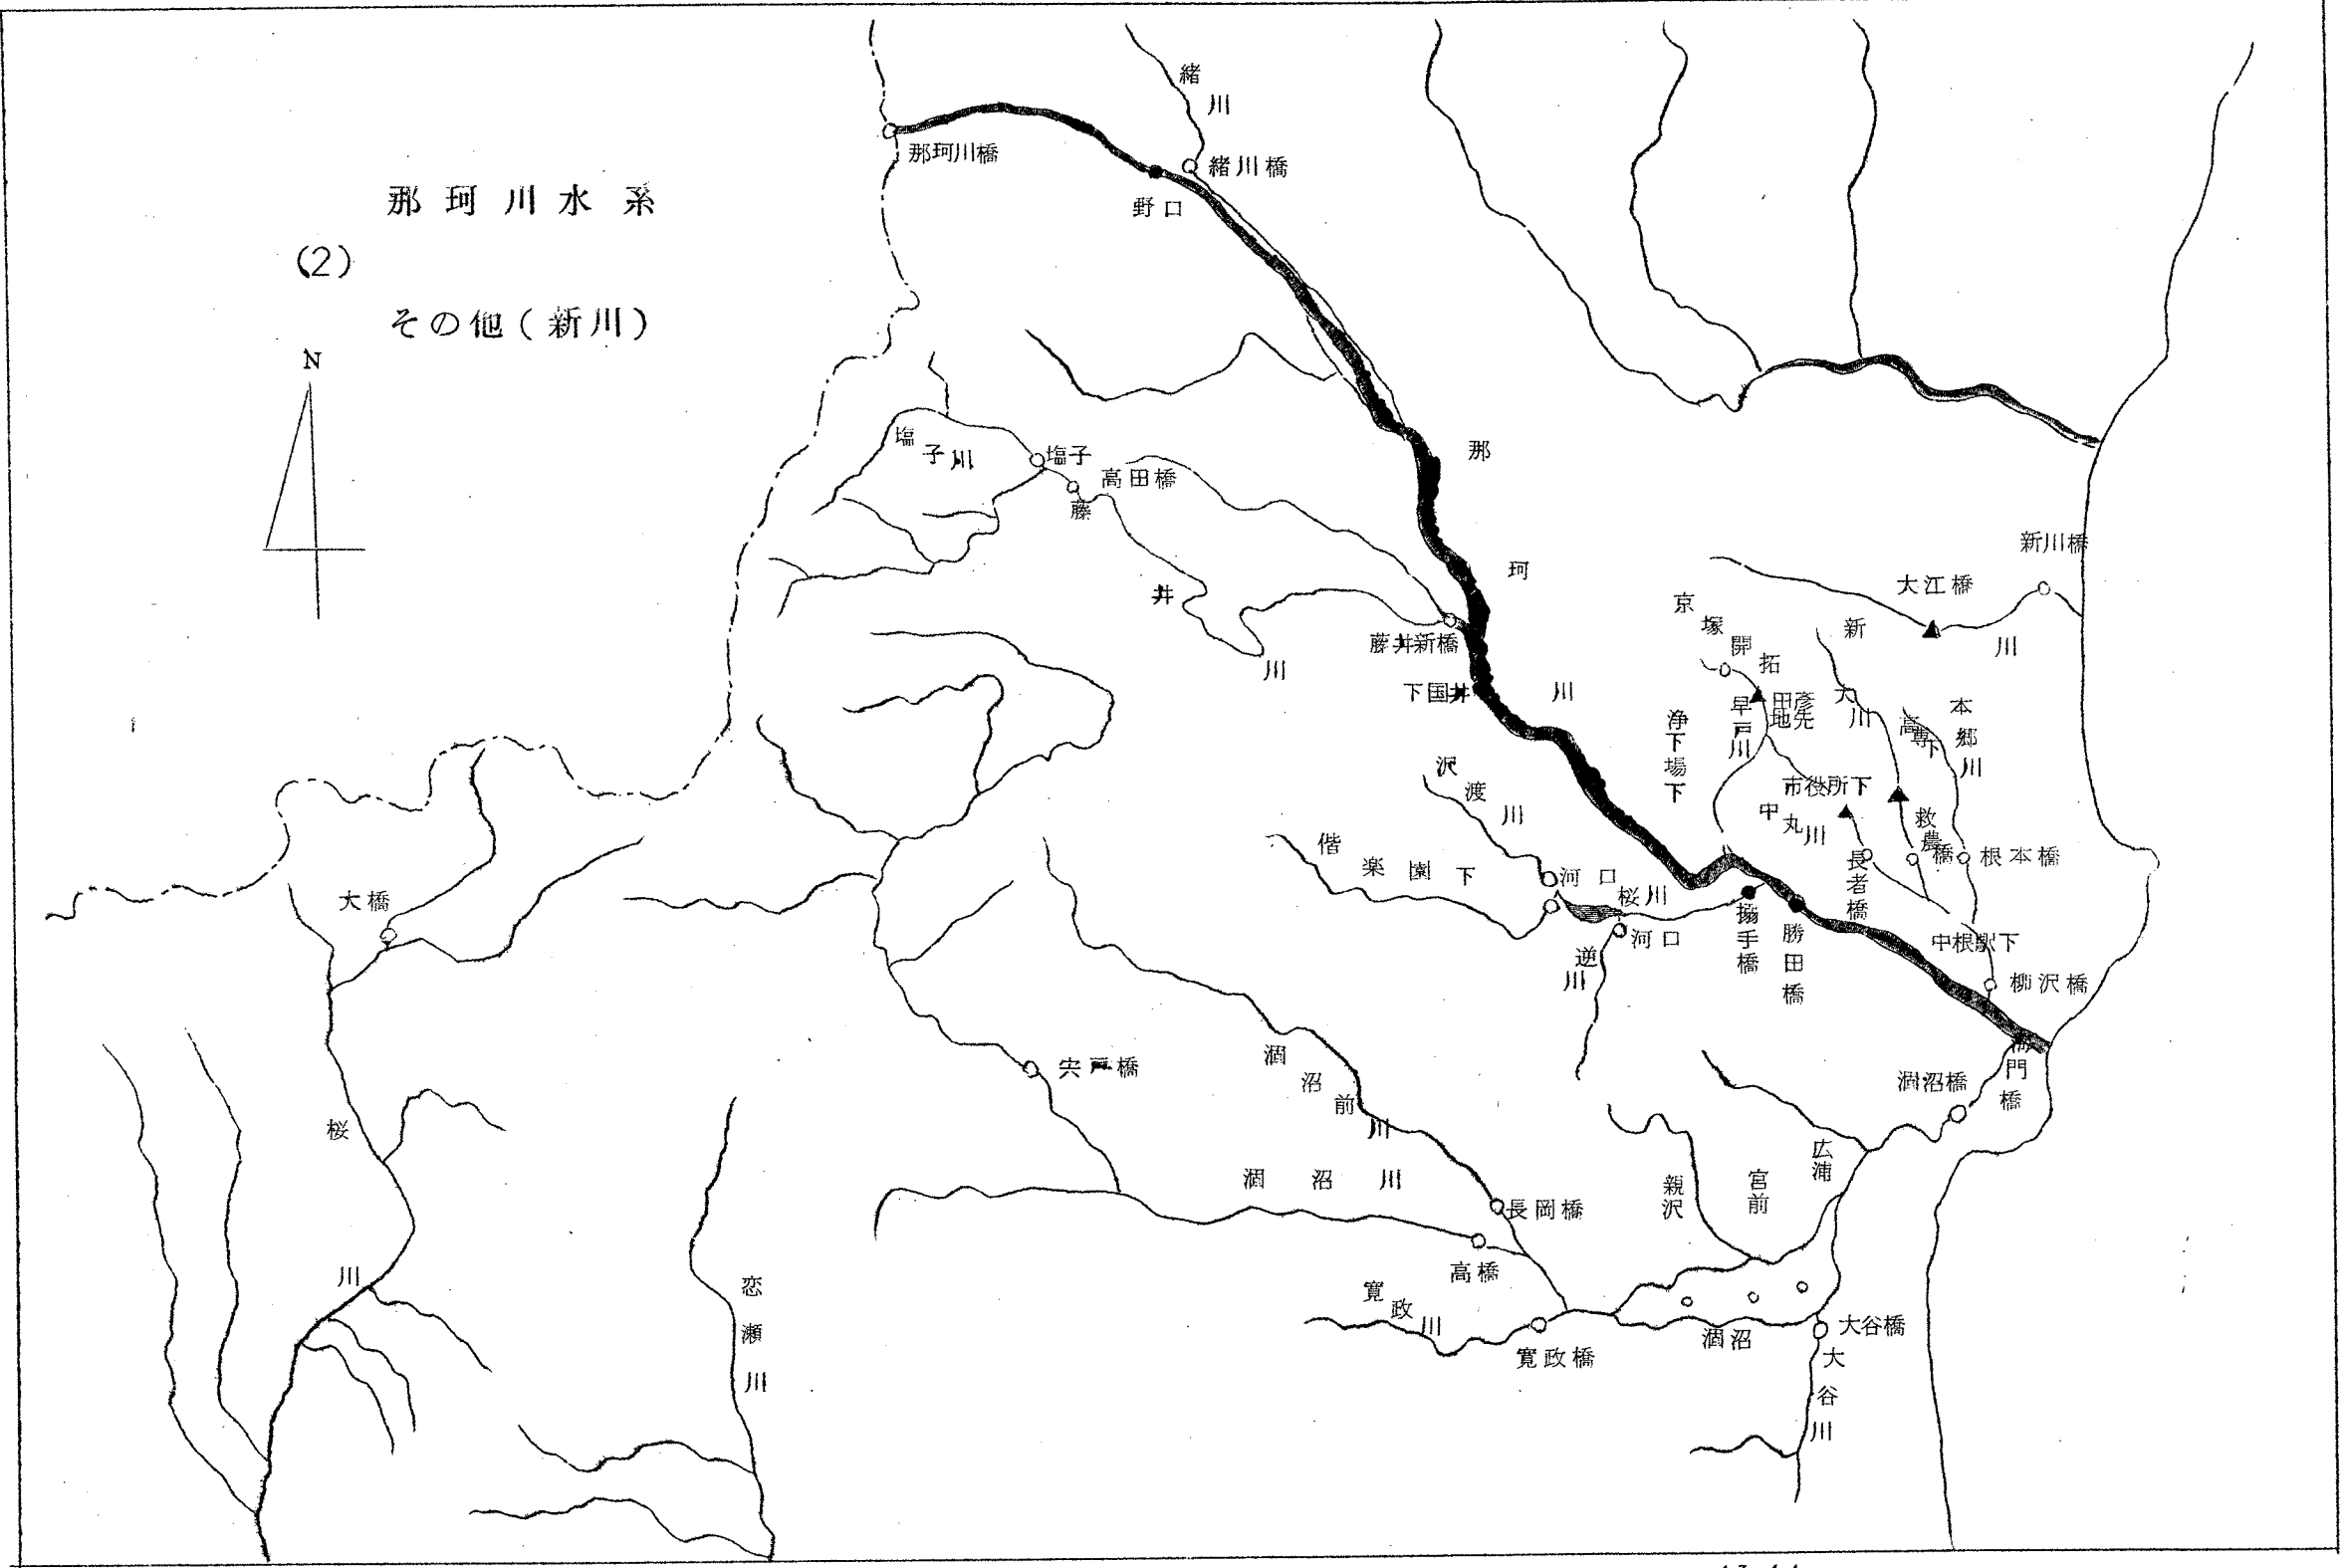 那珂川水系
(2)
その他(新川)
N
緒川
那珂川橋
緒川橋
野口
塩子川
塩子
高田橋
藤井川
那珂川
藤井新橋
下国井
新川橋
大江橋
新川
京塚開拓
早戸川
田彦地先
大川
本郷川
高専下
浄下場下
市役所下
中丸川
救農橋
根本橋
長者橋
沢渡川
偕楽園下
河口
桜川
河口
逆川
搦手橋
勝田橋
中根駅下
柳沢橋
海門橋
涸沼橋
大橋
桜川
宍戸橋
涸沼前川
涸沼川
長岡橋
高橋
広浦
宮前
親沢
寛政川
寛政橋
涸沼
大谷橋
大谷川
恋瀬川